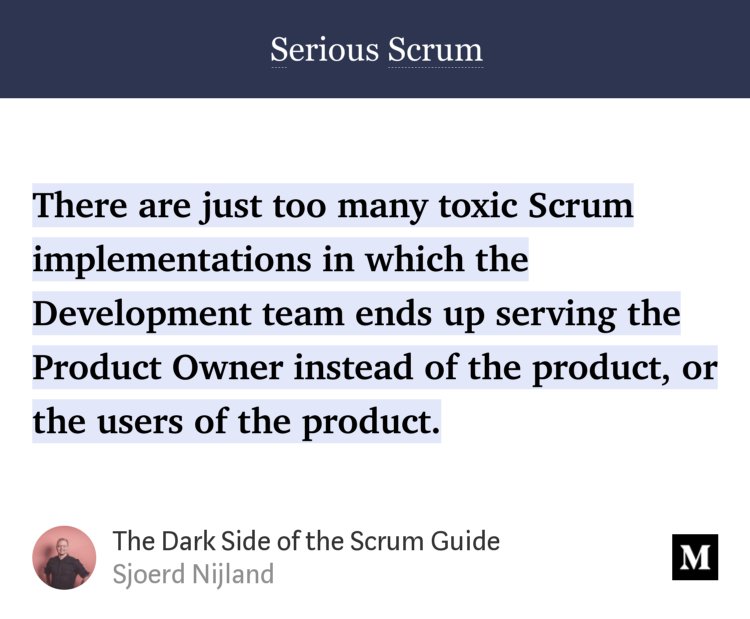 Serious Scrum
There are just too many toxic Scrum
implementations in which the
Development team ends up serving the
Product Owner instead of the product, or
the users of the product.
The Dark Side of the Scrum Guide
Sjoerd Nijland
M